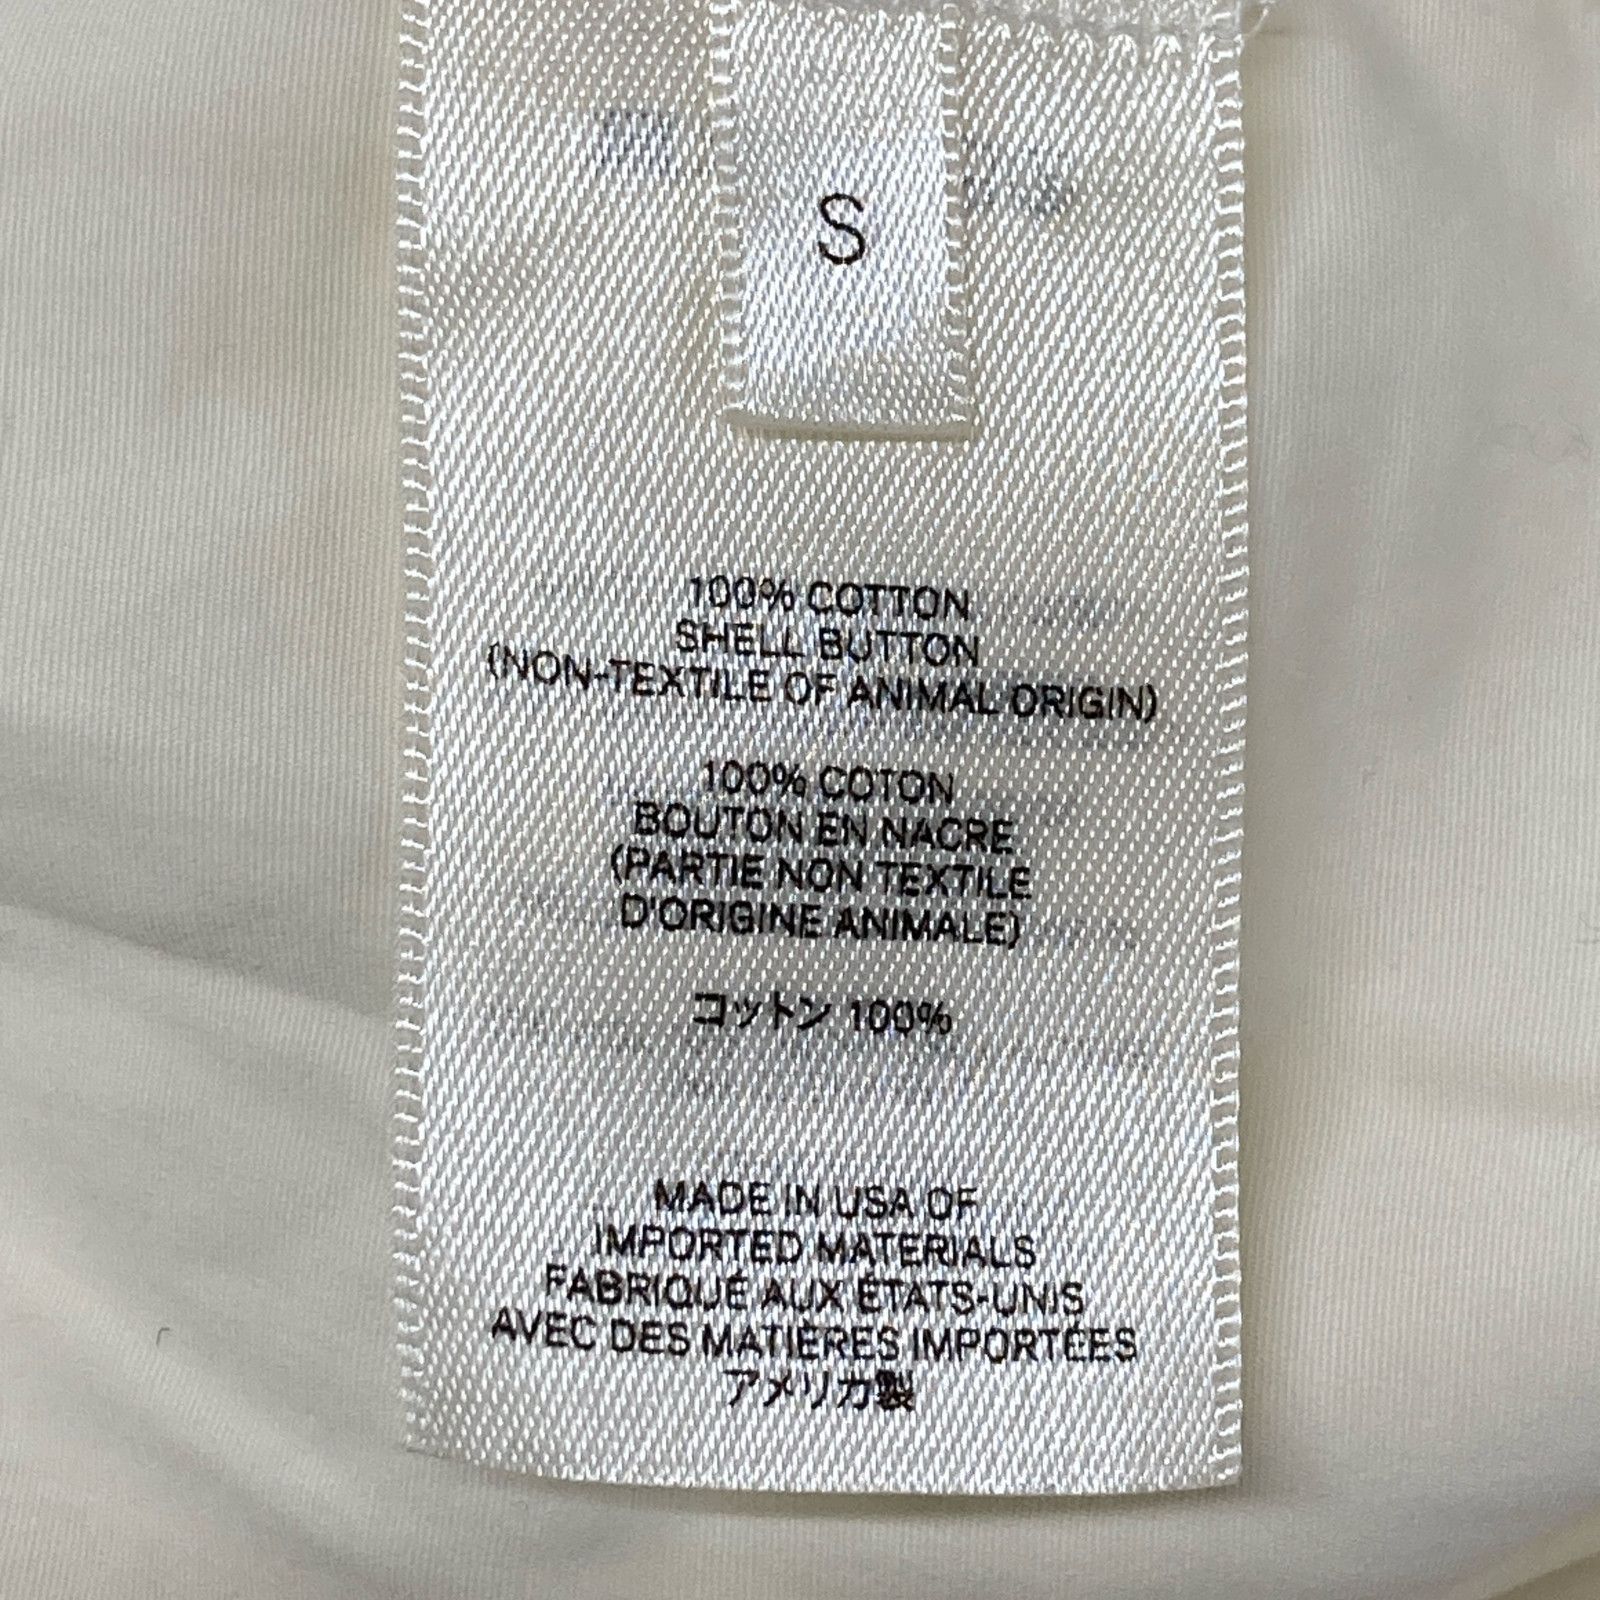 S
100% COTTON
SHELL BUTTON
(NON-TEXTILE OF ANIMAL ORIGIN)
100% COTON
BOUTON EN NACRE
(PARTIE NON TEXTILE
D'ORIGINE ANIMALE)
コットン 100%
MADE IN USA OF
IMPORTED MATERIALS
FABRIQUÉ AUX ÉTATS-UNIS
AVEC DES MATIÈRES IMPORTÉES
アメリカ製